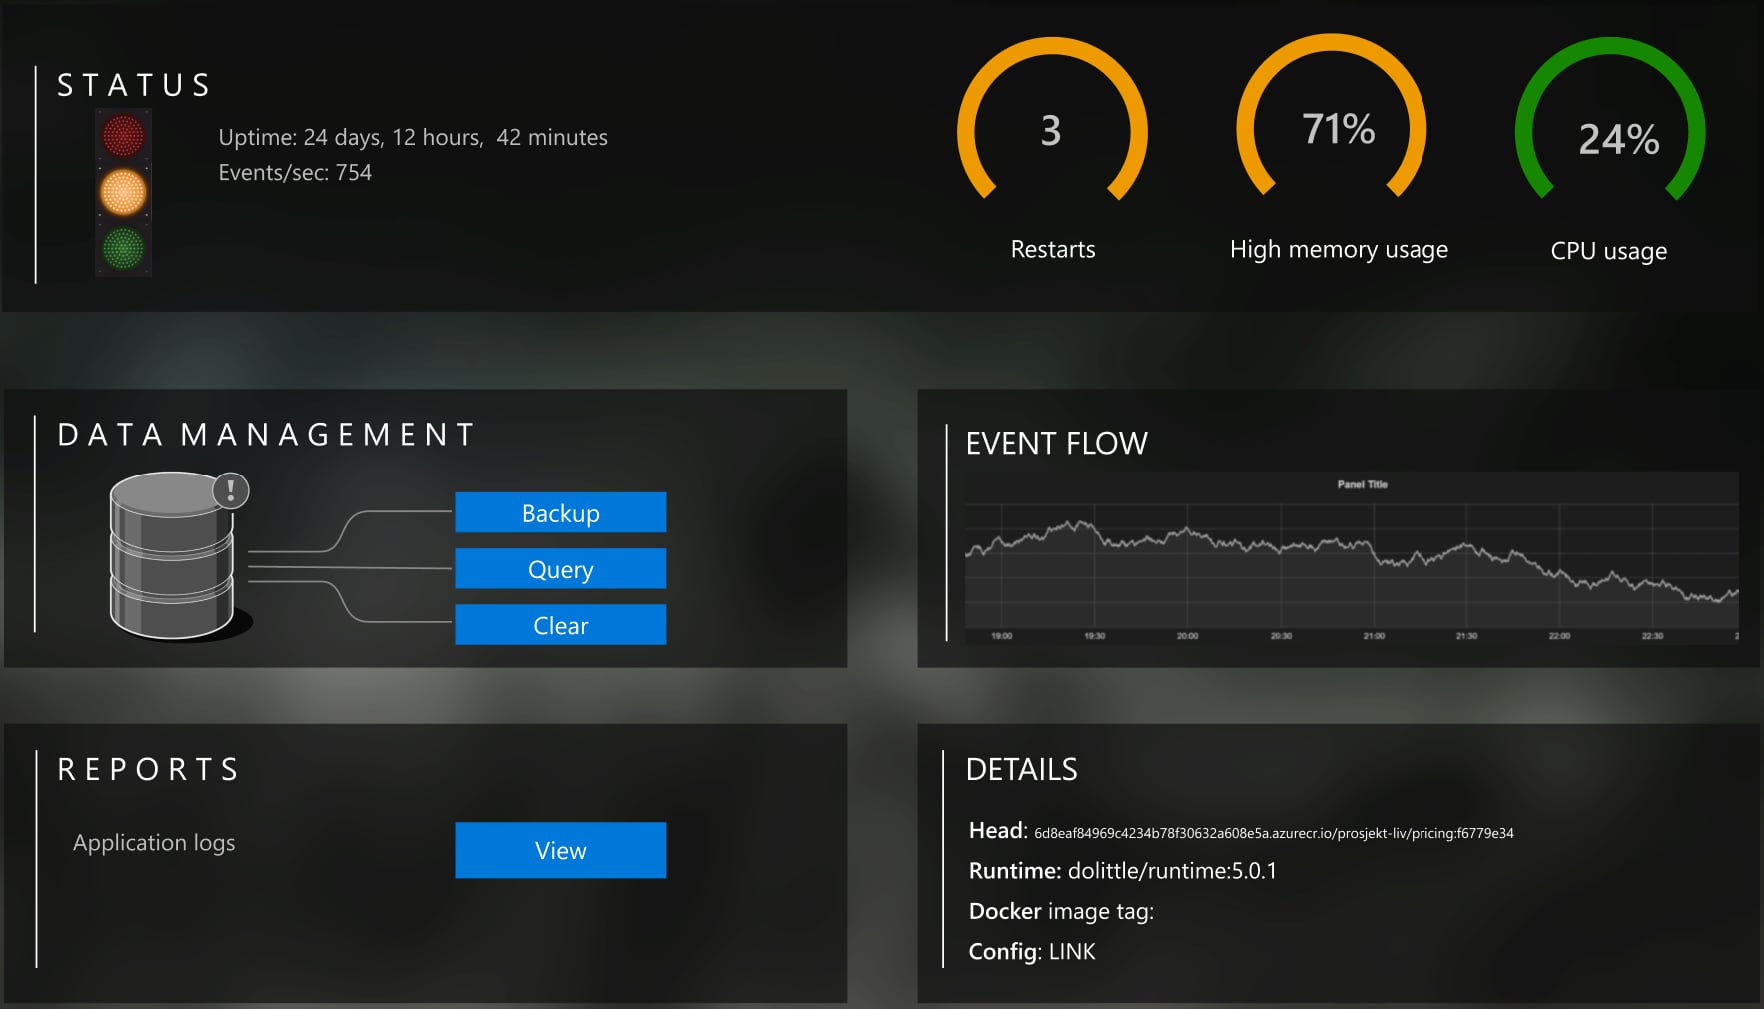 STATUS
Uptime: 24 days, 12 hours,  42 minutes
Events/sec: 754
3
71%
24%
Restarts
High memory usage
CPU usage
DATA MANAGEMENT
!
Backup
Query
Clear
EVENT FLOW
Panel Title
19:00 19:30 20:00 20:30 21:00 21:30 22:00 22:30 2
REPORTS
Application logs
View
DETAILS
Head: 6d8eaf84969c4234b78f30632a608e5a.azurecr.io/prosjekt-liv/pricing:f6779e34
Runtime: dolittle/runtime:5.0.1
Docker image tag:
Config: LINK